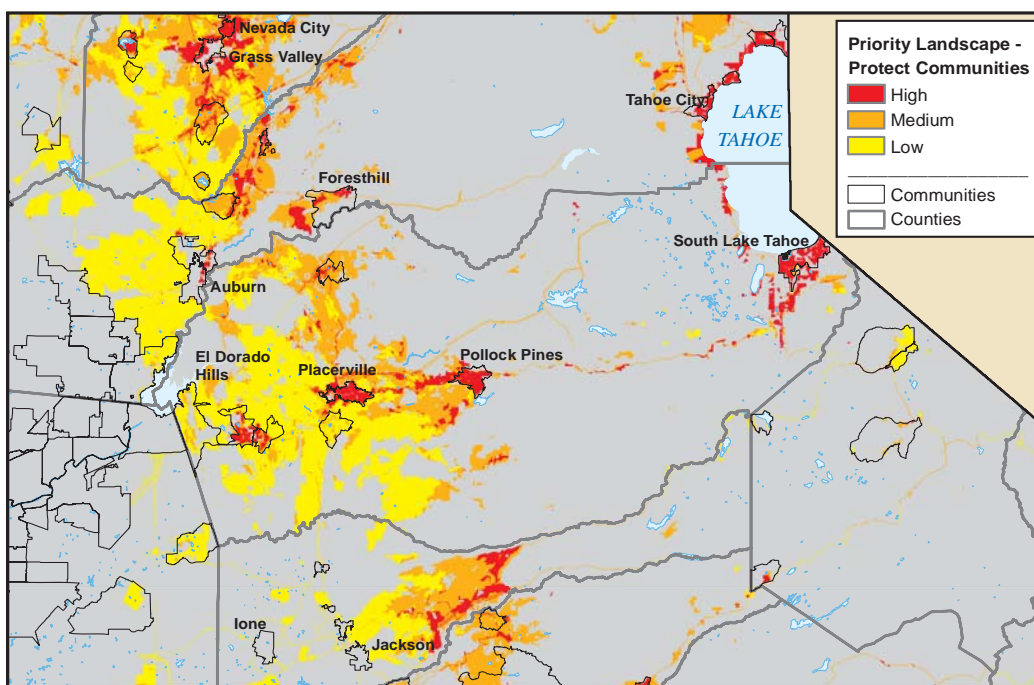 Nevada City
Grass Valley
Tahoe City
LAKE
TAHOE
Foresthill
South Lake Tahoe
Auburn
El Dorado
Hills
Placerville
Pollock Pines
Ione
Jackson
Priority Landscape -
Protect Communities
High
Medium
Low
Communities
Counties